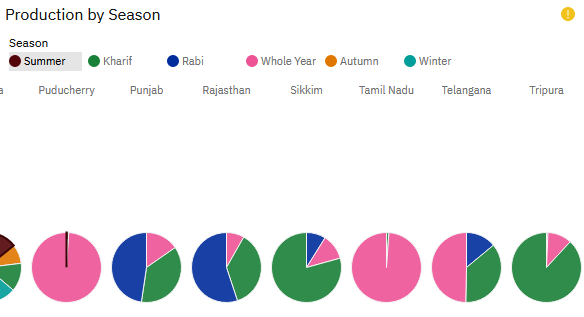 Production by Season
!
Season
Summer Kharif Rabi Whole Year Autumn Winter
a Puducherry Punjab Rajasthan Sikkim Tamil Nadu Telangana Tripura